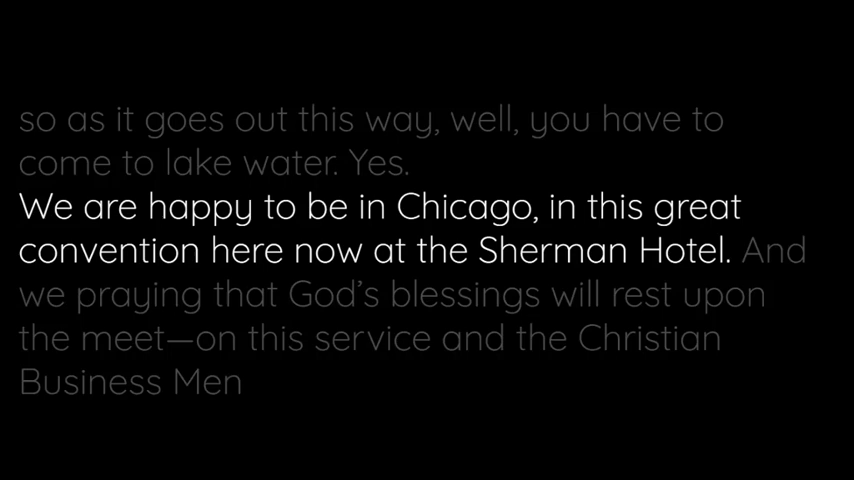 so as it goes out this way, well, you have to
come to lake water. Yes.
We are happy to be in Chicago, in this great
convention here now at the Sherman Hotel. And
we praying that God’s blessings will rest upon
the meet—on this service and the Christian
Business Men